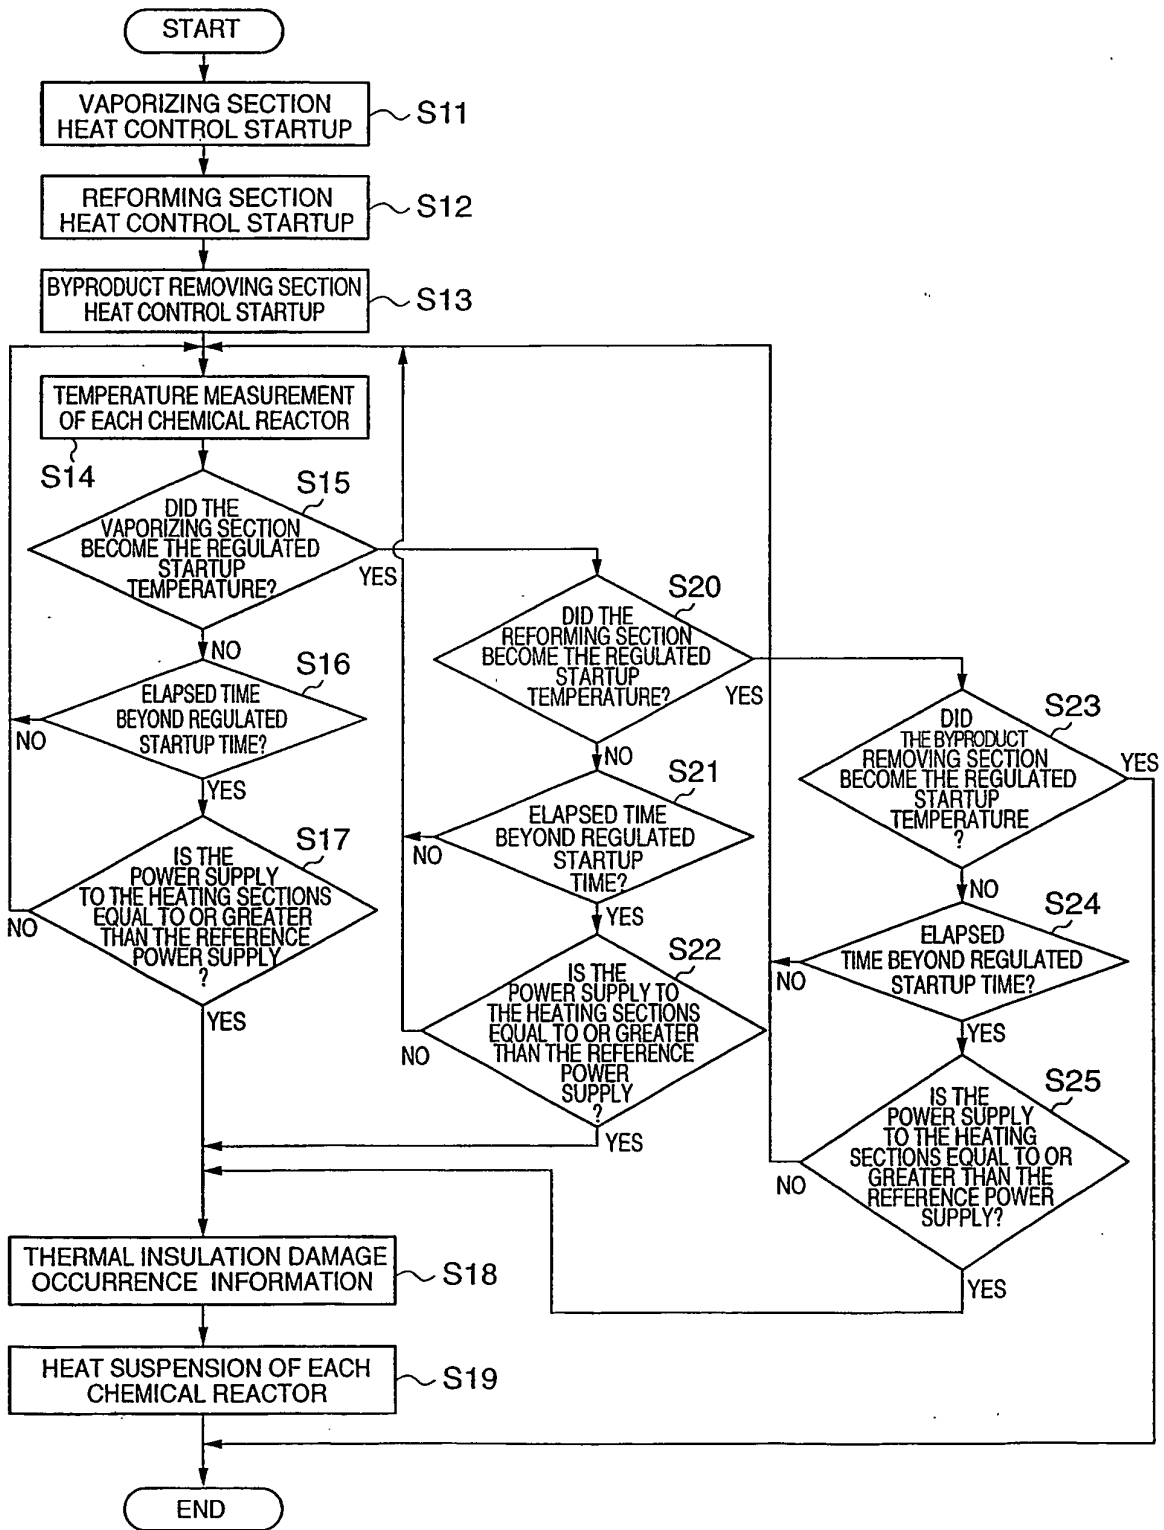 START
VAPORIZING SECTION
HEAT CONTROL STARTUP
S11
REFORMING SECTION
HEAT CONTROL STARTUP
S12
BYPRODUCT REMOVING SECTION
HEAT CONTROL STARTUP
S13
TEMPERATURE MEASUREMENT
OF EACH CHEMICAL REACTOR
S14
S15
DID THE
VAPORIZING SECTION
BECOME THE REGULATED
STARTUP
TEMPERATURE?
YES
NO
S16
ELAPSED TIME
BEYOND REGULATED
STARTUP TIME?
NO
YES
S17
IS THE
POWER SUPPLY
TO THE HEATING SECTIONS
EQUAL TO OR GREATER
THAN THE REFERENCE
POWER SUPPLY
?
NO
YES
S20
DID THE
REFORMING SECTION
BECOME THE REGULATED
STARTUP
TEMPERATURE?
YES
NO
S21
ELAPSED TIME
BEYOND REGULATED
STARTUP
TIME?
NO
YES
S22
IS THE
POWER SUPPLY TO
THE HEATING SECTIONS
EQUAL TO OR GREATER
THAN THE REFERENCE
POWER
SUPPLY
?
NO
YES
S23
DID
THE BYPRODUCT
REMOVING SECTION
BECOME THE REGULATED
STARTUP
TEMPERATURE
?
YES
NO
S24
ELAPSED
TIME BEYOND REGULATED
STARTUP TIME?
NO
YES
S25
IS THE
POWER SUPPLY
TO THE HEATING
SECTIONS EQUAL TO OR
GREATER THAN THE
REFERENCE POWER
SUPPLY?
NO
YES
THERMAL INSULATION DAMAGE
OCCURRENCE INFORMATION
S18
HEAT SUSPENSION OF EACH
CHEMICAL REACTOR
S19
END